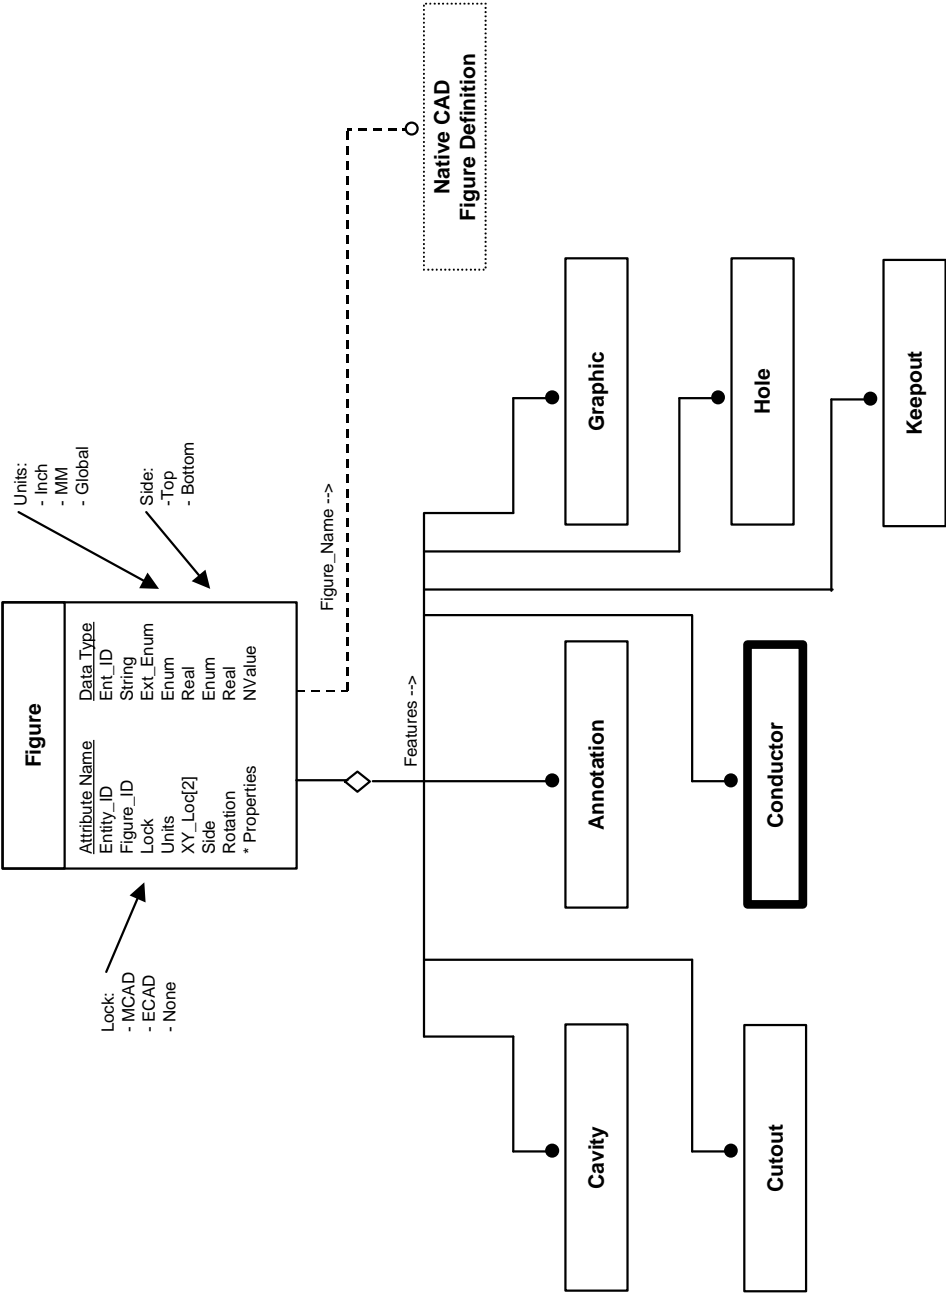 Figure
Attribute Name Data Type
Entity_ID Ent_ID
Figure_ID String
Lock Ext_Enum
Units Enum
XY_Loc[2] Real
Side Enum
Rotation Real
* Properties NValue
Lock:
- MCAD
- ECAD
- None
Units:
- Inch
- MM
- Global
Side:
-Top
- Bottom
Figure_Name -->
Features -->
Native CAD
Figure Definition
Cavity
Annotation
Graphic
Cutout
Conductor
Hole
Keepout